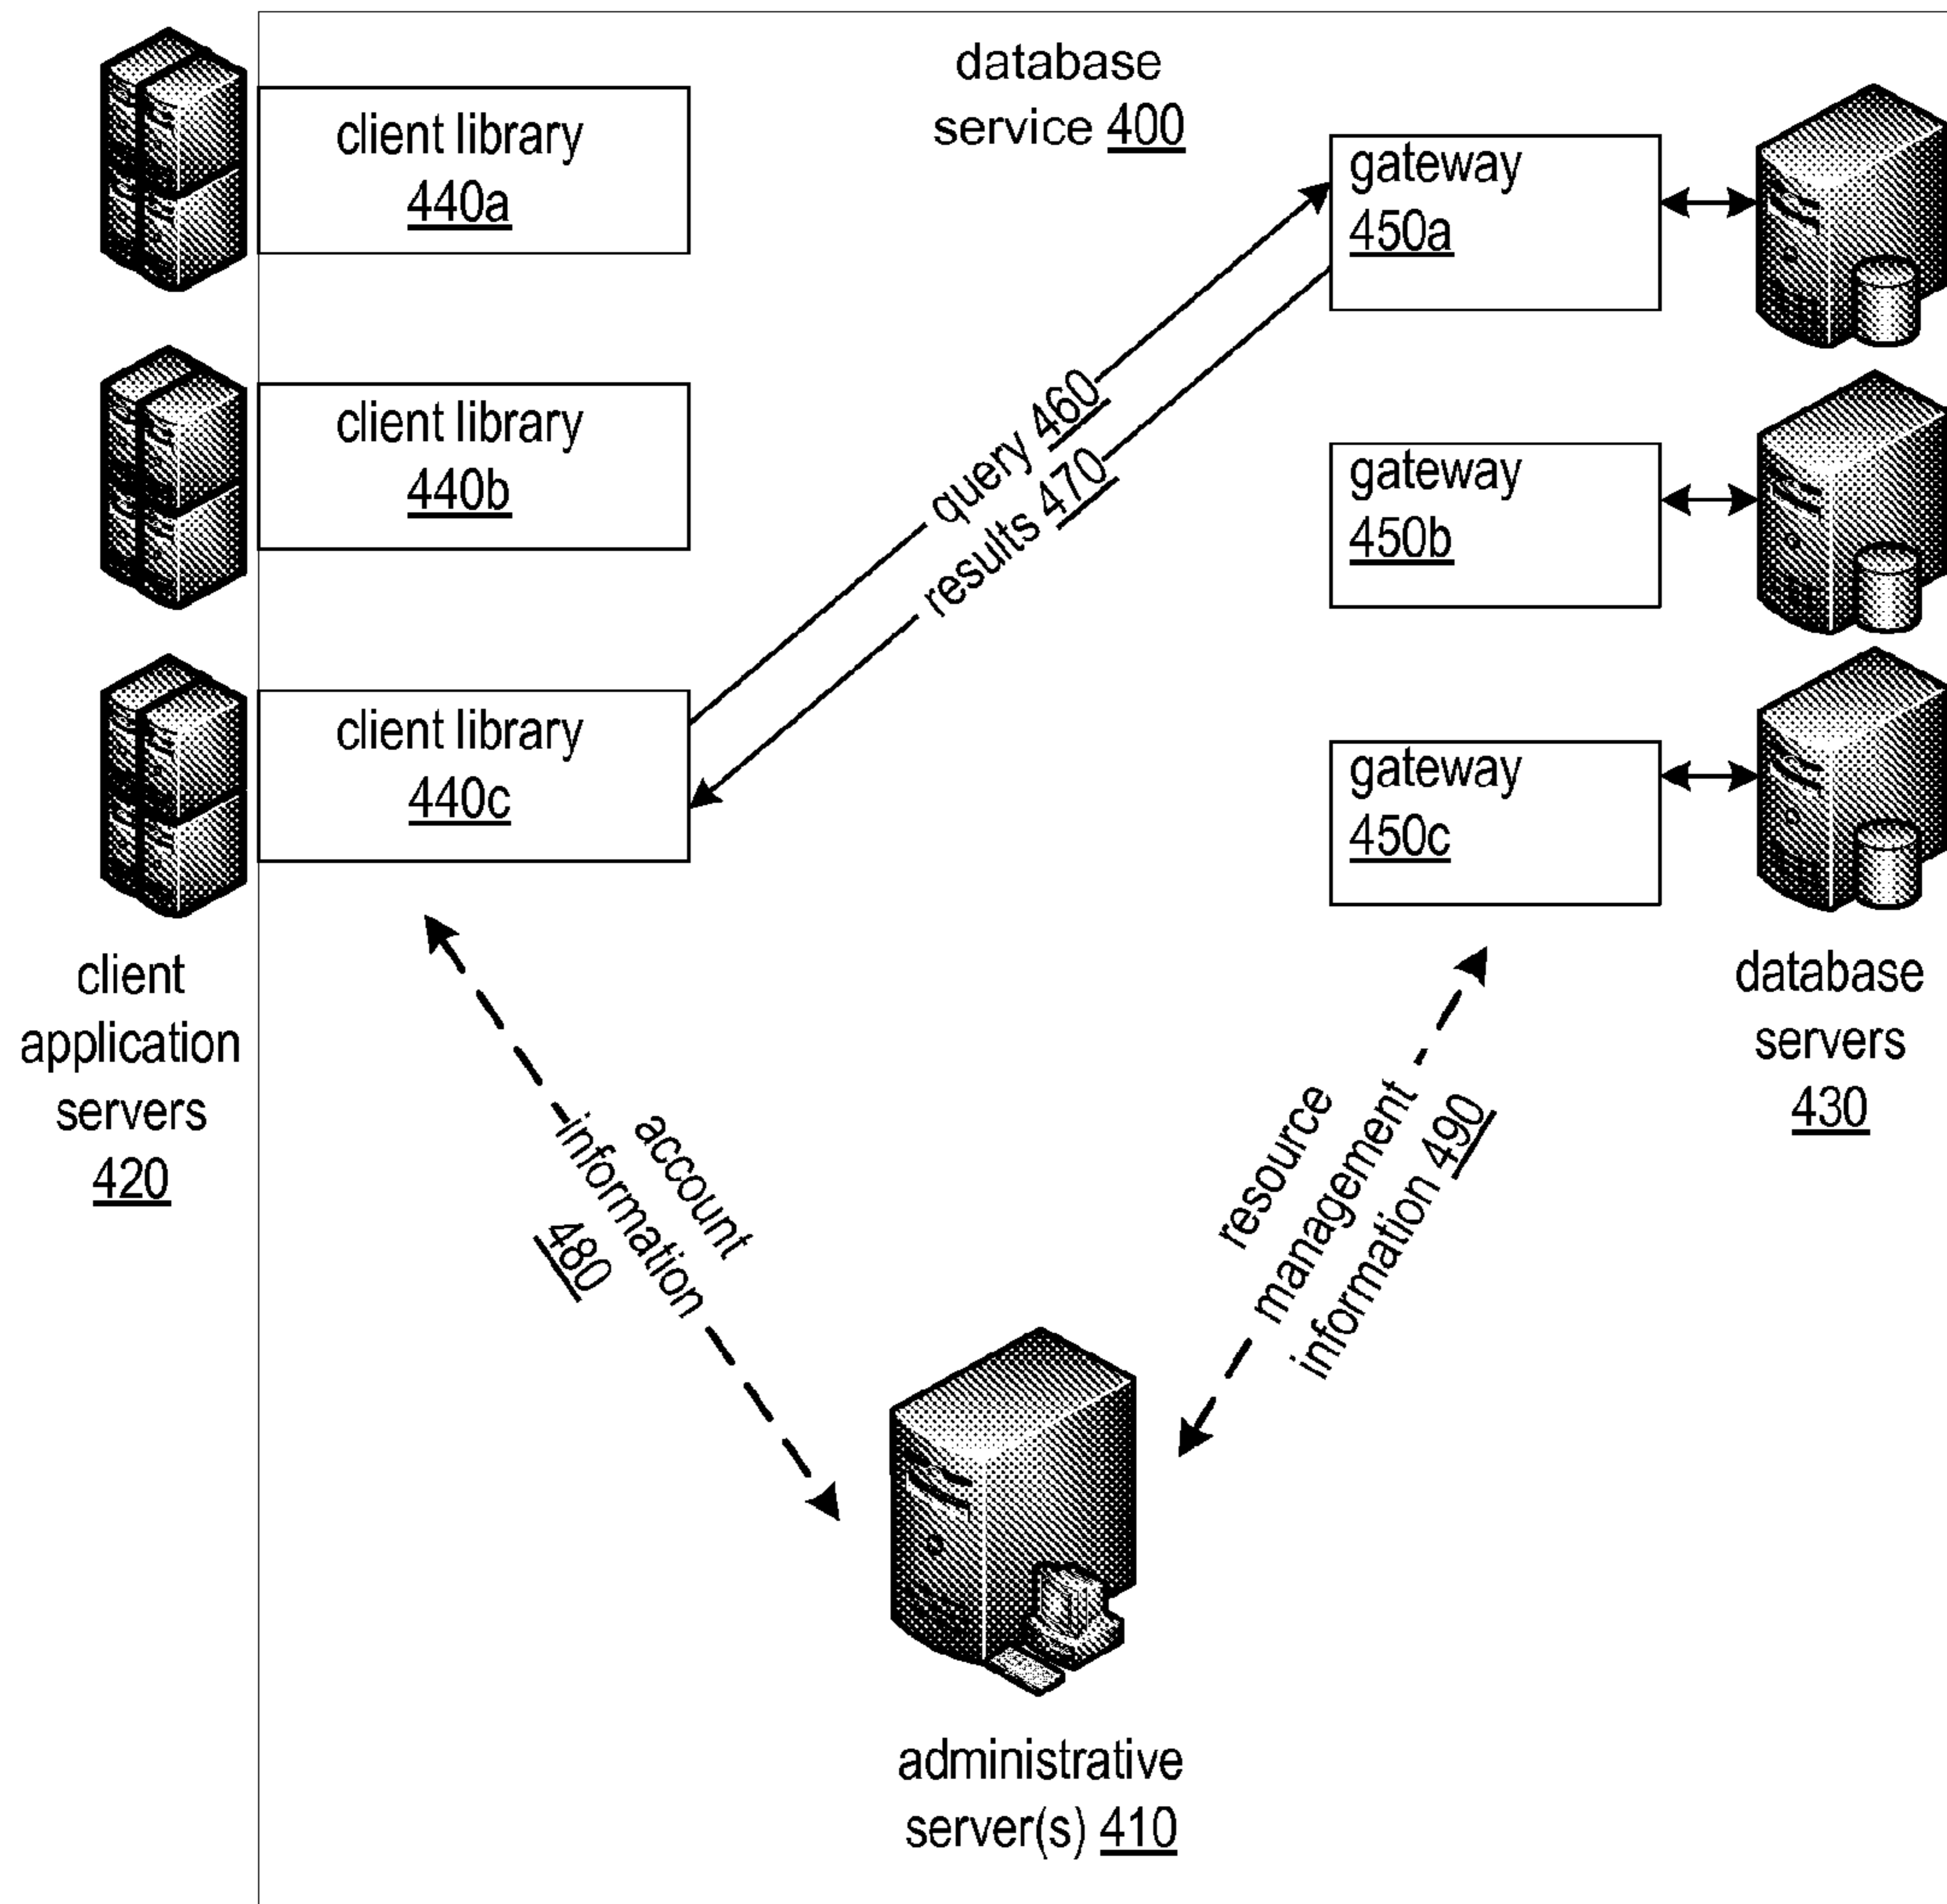 database
service 400
client library
440a
gateway
450a
client library
440b
query 460
results 470
gateway
450b
client library
440c
gateway
450c
client
application
servers
420
database
servers
430
account
information
480
resource
management
information 490
administrative
server(s) 410